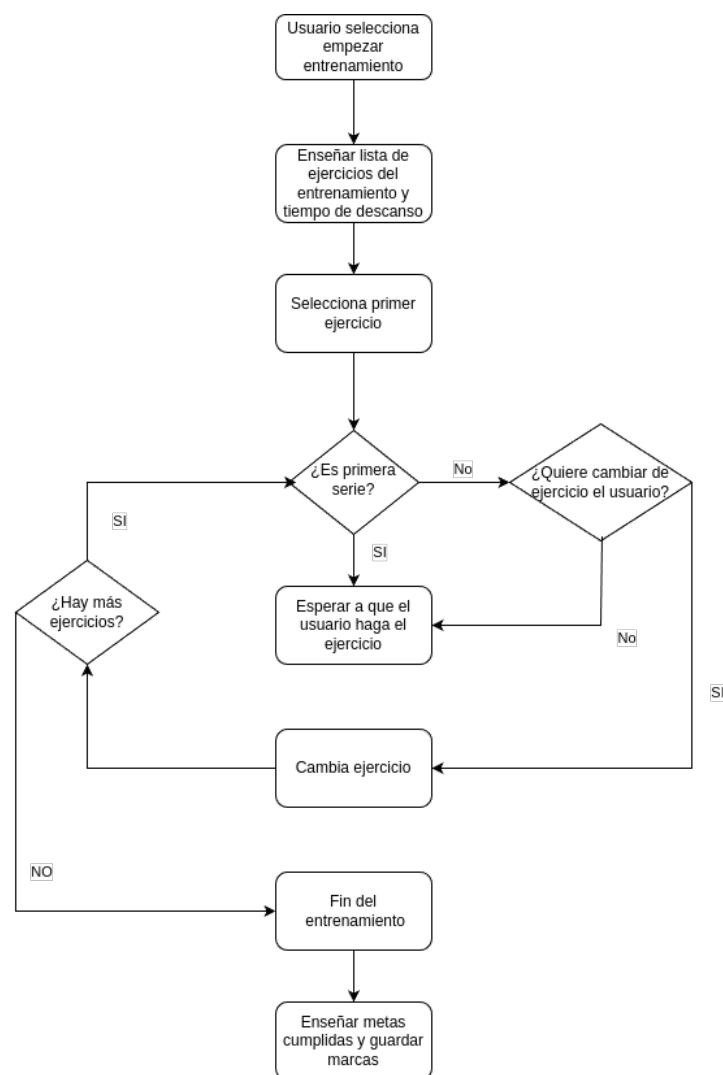 Usuario selecciona
empezar
entrenamiento
Enseñar lista de
ejercicios del
entrenamiento y
tiempo de descanso
Selecciona primer
ejercicio
¿Es primera
serie?
No
¿Quiere cambiar de
ejercicio el usuario?
SI
SI
¿Hay más
ejercicios?
Esperar a que el
usuario haga el
ejercicio
No
SI
Cambia ejercicio
NO
Fin del
entrenamiento
Enseñar metas
cumplidas y guardar
marcas